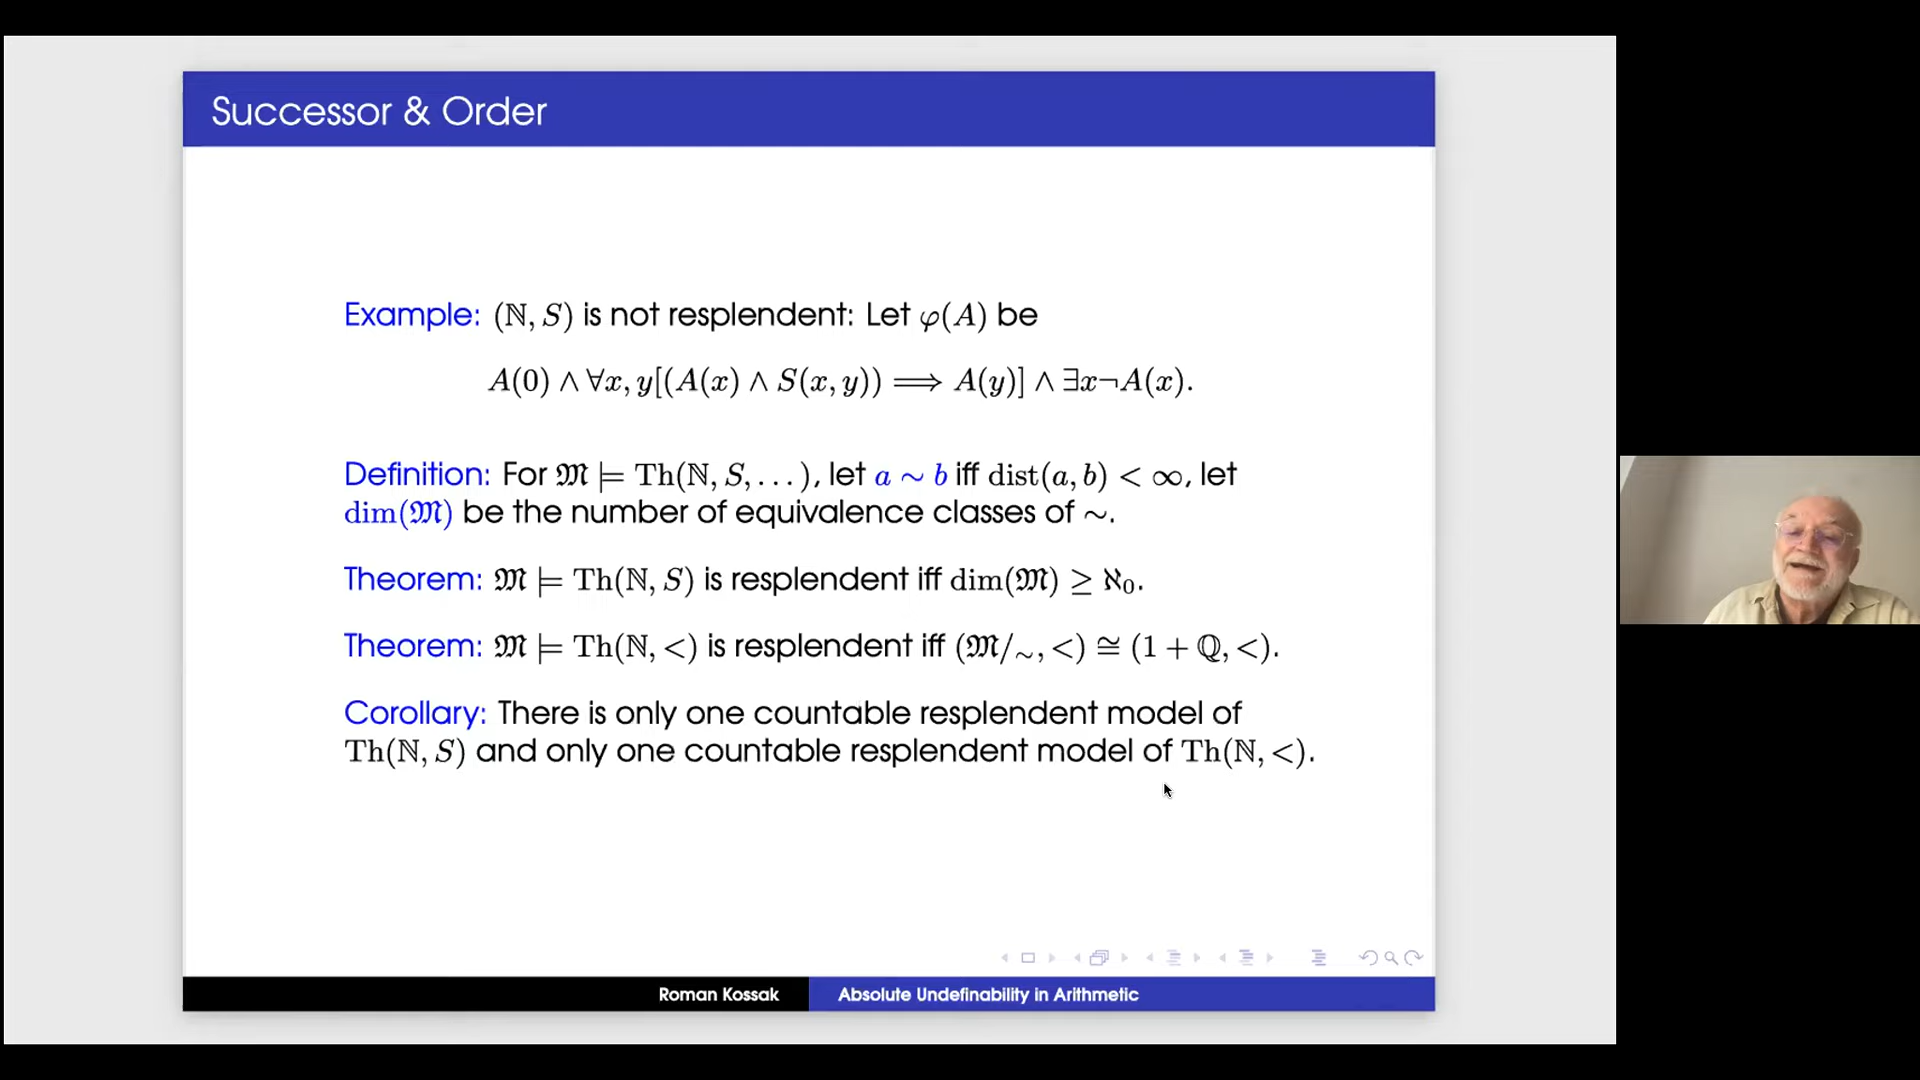 Successor & Order
Example: (ℕ, S) is not resplendent: Let φ(A) be
A(0) ∧ ∀x, y[(A(x) ∧ S(x, y)) ⟹ A(y)] ∧ ∃x¬A(x).
Definition: For 𝔐 ⊨ Th(ℕ, S, . . . ), let a ∼ b iff dist(a, b) < ∞, let
dim(𝔐) be the number of equivalence classes of ∼.
Theorem: 𝔐 ⊨ Th(ℕ, S) is resplendent iff dim(𝔐) ≥ ℵ₀.
Theorem: 𝔐 ⊨ Th(ℕ, <) is resplendent iff (𝔐/∼, <) ≅ (1 + ℚ, <).
Corollary: There is only one countable resplendent model of
Th(ℕ, S) and only one countable resplendent model of Th(ℕ, <).
Roman Kossak
Absolute Undefinability in Arithmetic